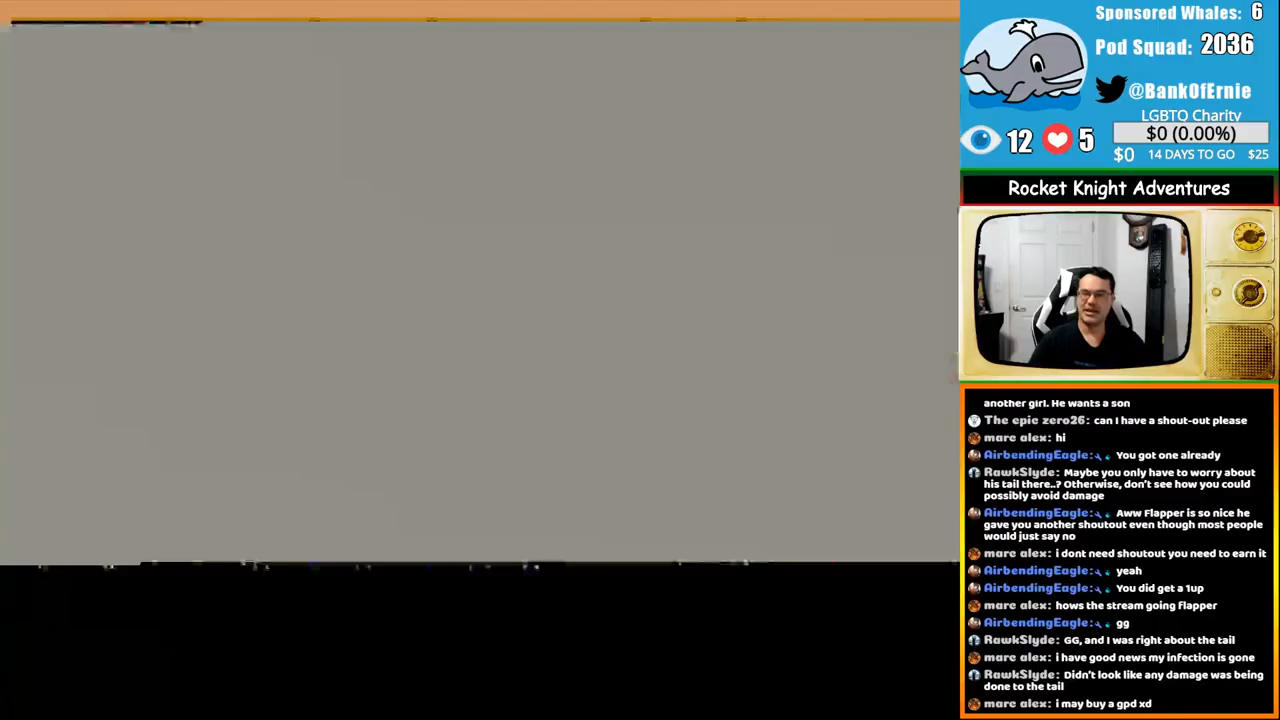 Sponsored Whales: 6
Pod Squad: 2036
@BankOfErnie
LGBTQ Charity
$0 (0.00%)
12 5
$0 14 DAYS TO GO $25
Rocket Knight Adventures
another girl. He wants a son
The epic zero26: can I have a shout-out please
marc alex: hi
AirbendingEagle: You got one already
RawkSlyde: Maybe you only have to worry about
his tail there..? Otherwise, don't see how you could
possibly avoid damage
AirbendingEagle: Aww Flapper is so nice he
gave you another shoutout even though most people
would just say no
marc alex: i dont need shoutout you need to earn it
AirbendingEagle: yeah
AirbendingEagle: You did get a 1up
marc alex: hows the stream going flapper
AirbendingEagle: gg
RawkSlyde: GG, and I was right about the tail
marc alex: i have good news my infection is gone
RawkSlyde: Didn't look like any damage was being
done to the tail
marc alex: i may buy a gpd xd